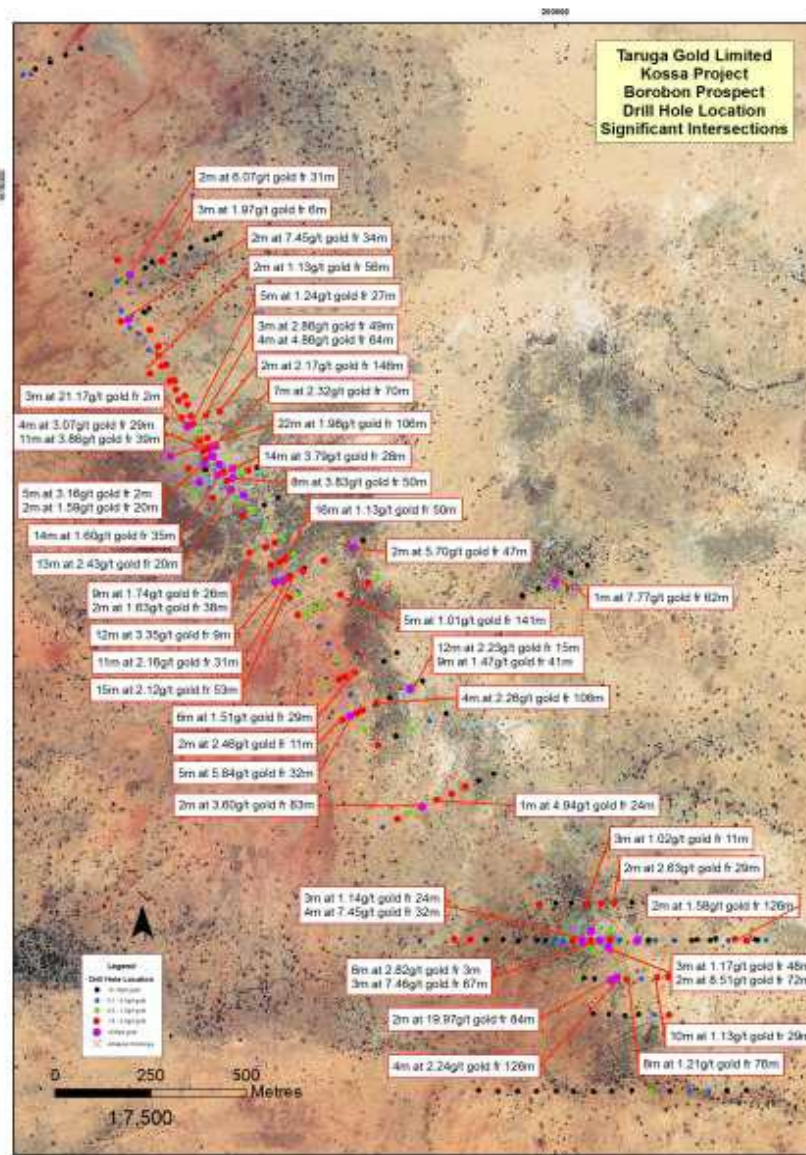 Taruga Gold Limited
Kossa Project
Borobon Prospect
Drill Hole Location
Significant Intersections
2m at 6.07g/t gold fr 31m
3m at 1.97g/t gold fr 6m
2m at 7.45g/t gold fr 34m
2m at 1.13g/t gold fr 56m
5m at 1.24g/t gold fr 27m
3m at 2.86g/t gold fr 49m
4m at 4.86g/t gold fr 64m
2m at 2.17g/t gold fr 148m
7m at 2.32g/t gold fr 70m
3m at 21.17g/t gold fr 2m
22m at 1.98g/t gold fr 106m
4m at 3.07g/t gold fr 29m
11m at 3.86g/t gold fr 39m
14m at 3.79g/t gold fr 28m
8m at 3.83g/t gold fr 50m
5m at 3.16g/t gold fr 2m
2m at 1.59g/t gold fr 20m
16m at 1.13g/t gold fr 50m
14m at 1.60g/t gold fr 35m
13m at 2.43g/t gold fr 20m
2m at 5.70g/t gold fr 47m
9m at 1.74g/t gold fr 26m
2m at 1.63g/t gold fr 38m
1m at 7.77g/t gold fr 62m
5m at 1.01g/t gold fr 141m
12m at 3.35g/t gold fr 9m
12m at 2.23g/t gold fr 15m
9m at 1.47g/t gold fr 41m
11m at 2.16g/t gold fr 31m
15m at 2.12g/t gold fr 53m
4m at 2.26g/t gold fr 108m
6m at 1.51g/t gold fr 29m
2m at 2.46g/t gold fr 11m
5m at 5.84g/t gold fr 32m
2m at 3.60g/t gold fr 83m
1m at 4.94g/t gold fr 24m
3m at 1.02g/t gold fr 11m
2m at 2.63g/t gold fr 29m
3m at 1.14g/t gold fr 24m
4m at 7.45g/t gold fr 32m
2m at 1.58g/t gold fr 126m
6m at 2.82g/t gold fr 3m
3m at 7.46g/t gold fr 67m
3m at 1.17g/t gold fr 48m
2m at 8.51g/t gold fr 72m
2m at 19.97g/t gold fr 64m
10m at 1.13g/t gold fr 29m
4m at 2.24g/t gold fr 126m
8m at 1.21g/t gold fr 76m
Legend
Drill Hole Location
0 250 500
Metres
1:7,500